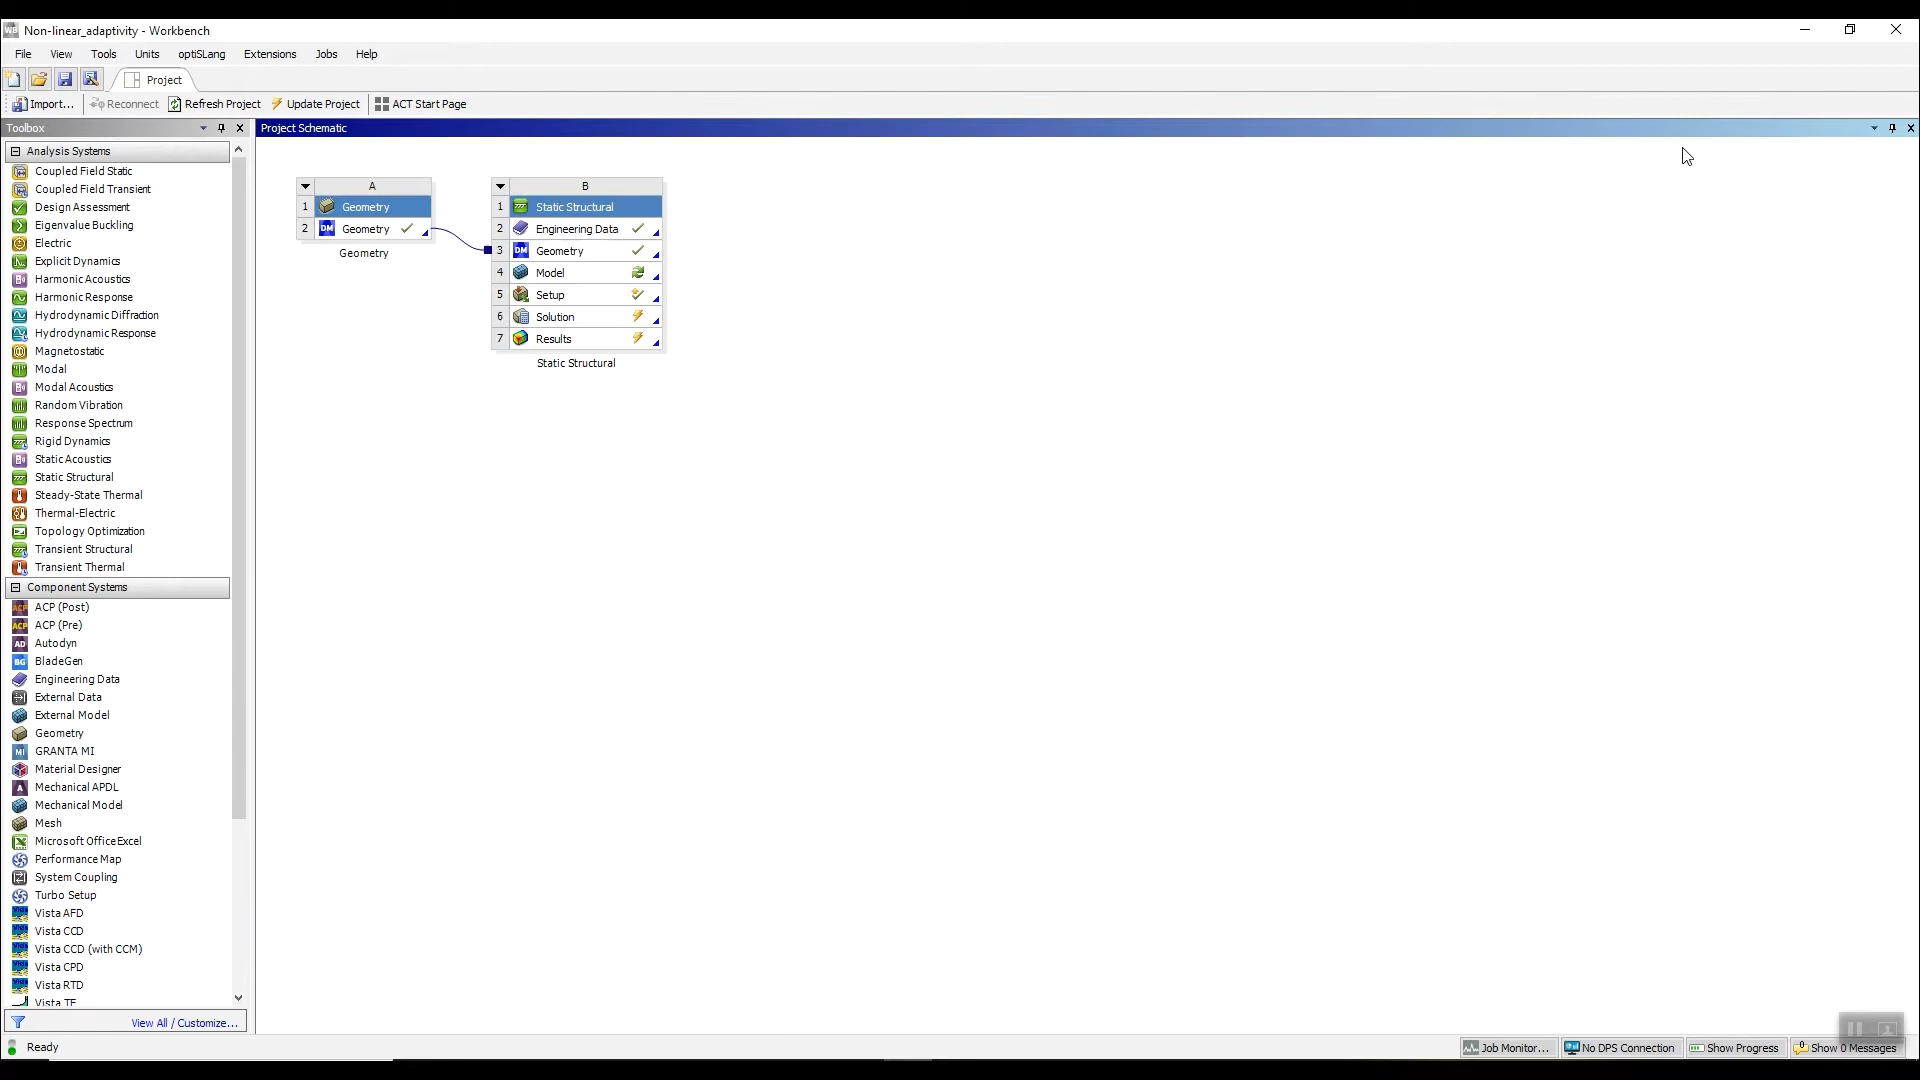 Non-linear_adaptivity - Workbench
File View Tools Units optiSLang Extensions Jobs Help
Project
Import... Reconnect Refresh Project Update Project ACT Start Page
Toolbox
Project Schematic
Analysis Systems
Coupled Field Static
Coupled Field Transient
Design Assessment
Eigenvalue Buckling
Electric
Explicit Dynamics
Harmonic Acoustics
Harmonic Response
Hydrodynamic Diffraction
Hydrodynamic Response
Magnetostatic
Modal
Modal Acoustics
Random Vibration
Response Spectrum
Rigid Dynamics
Static Acoustics
Static Structural
Steady-State Thermal
Thermal-Electric
Topology Optimization
Transient Structural
Transient Thermal
Component Systems
ACP (Post)
ACP (Pre)
Autodyn
BladeGen
Engineering Data
External Data
External Model
Geometry
GRANTA MI
Material Designer
Mechanical APDL
Mechanical Model
Mesh
Microsoft Office Excel
Performance Map
System Coupling
Turbo Setup
Vista AFD
Vista CCD
Vista CCD (with CCM)
Vista CPD
Vista RTD
Vista TF
View All / Customize...
A
1 Geometry
2 DM Geometry
Geometry
B
1 Static Structural
2 Engineering Data
3 DM Geometry
4 Model
5 Setup
6 Solution
7 Results
Static Structural
Ready
Job Monitor... No DPS Connection Show Progress Show 0 Messages